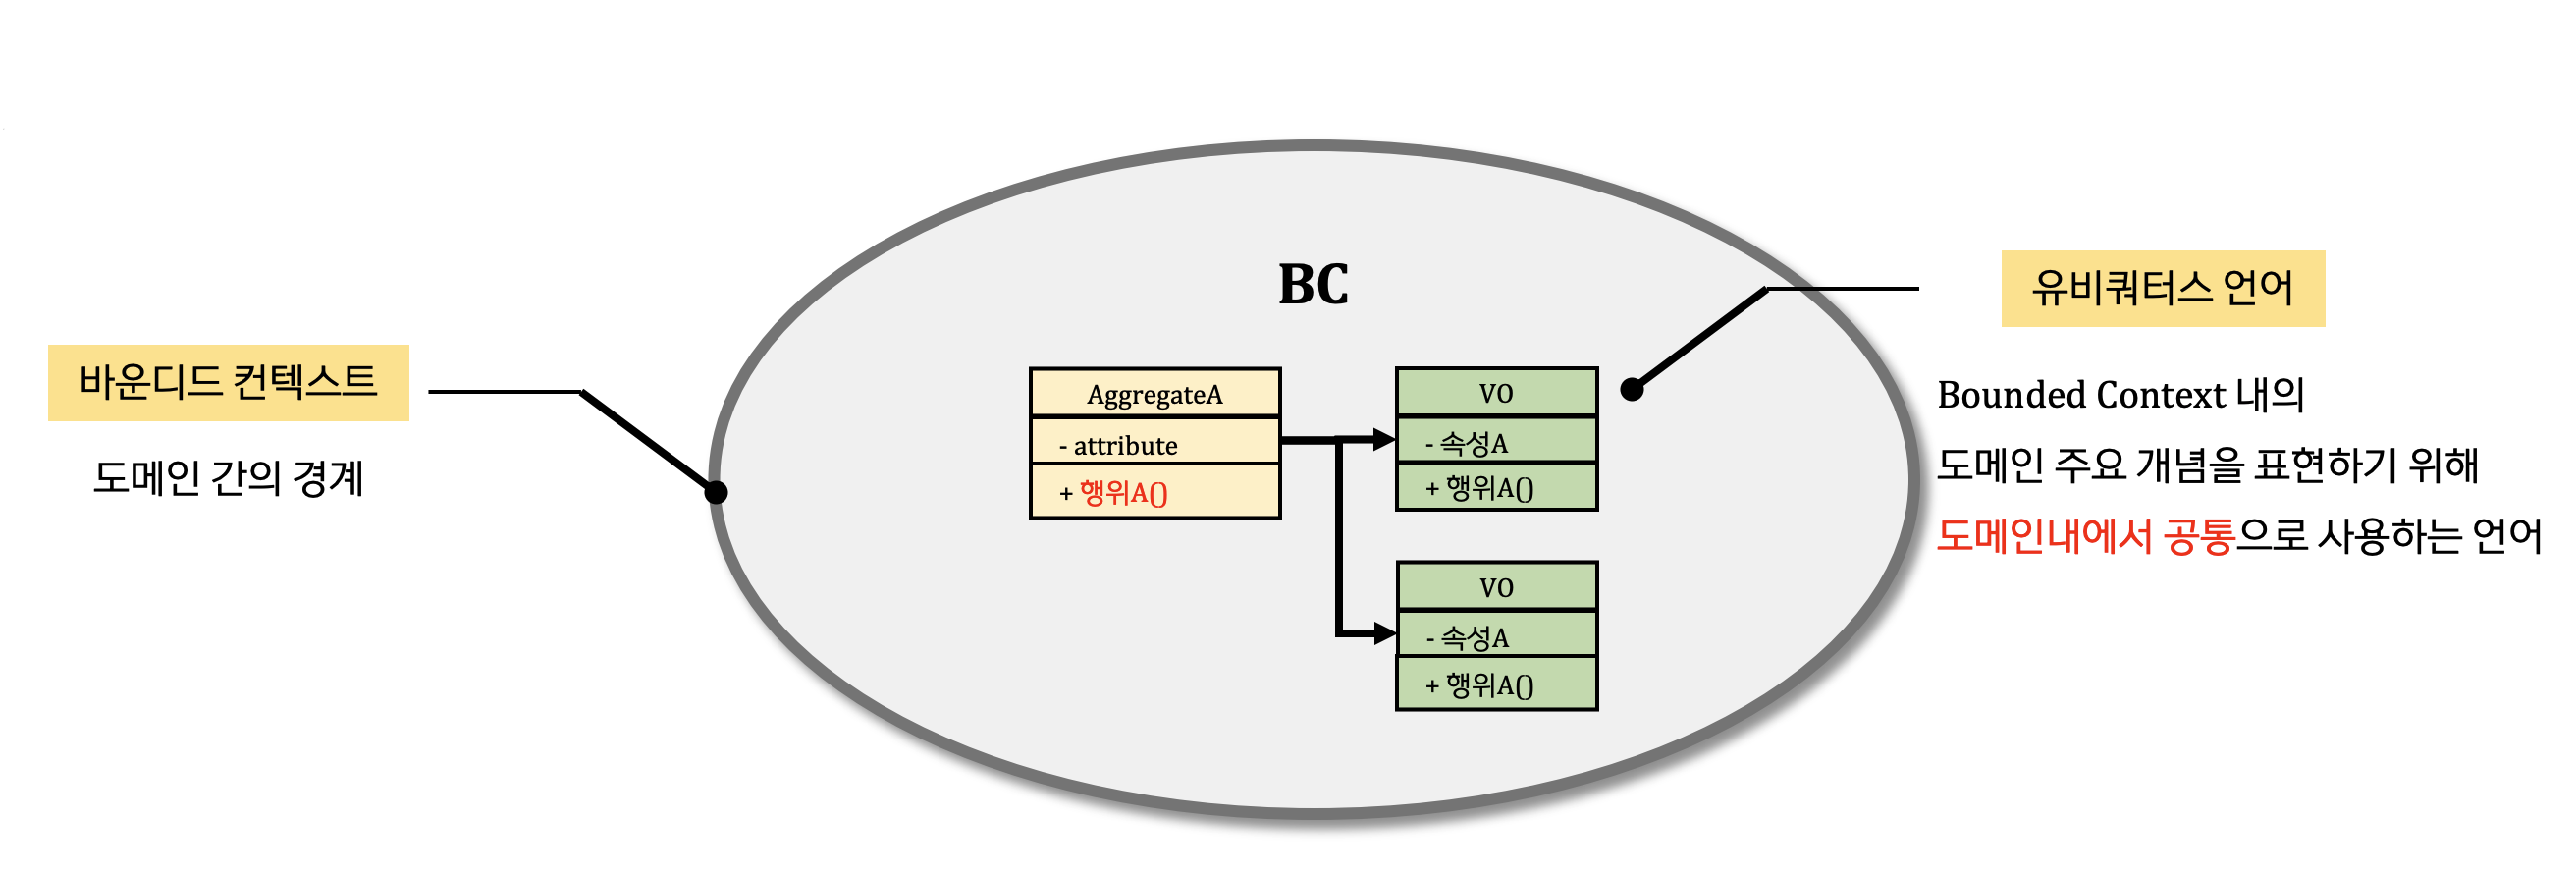 바운디드 컨텍스트
도메인 간의 경계
BC
AggregateA
- attribute
+ 행위A()
VO
- 속성A
+ 행위A()
VO
- 속성A
+ 행위A()
유비쿼터스 언어
Bounded Context 내의
도메인 주요 개념을 표현하기 위해
도메인내에서 공통으로 사용하는 언어